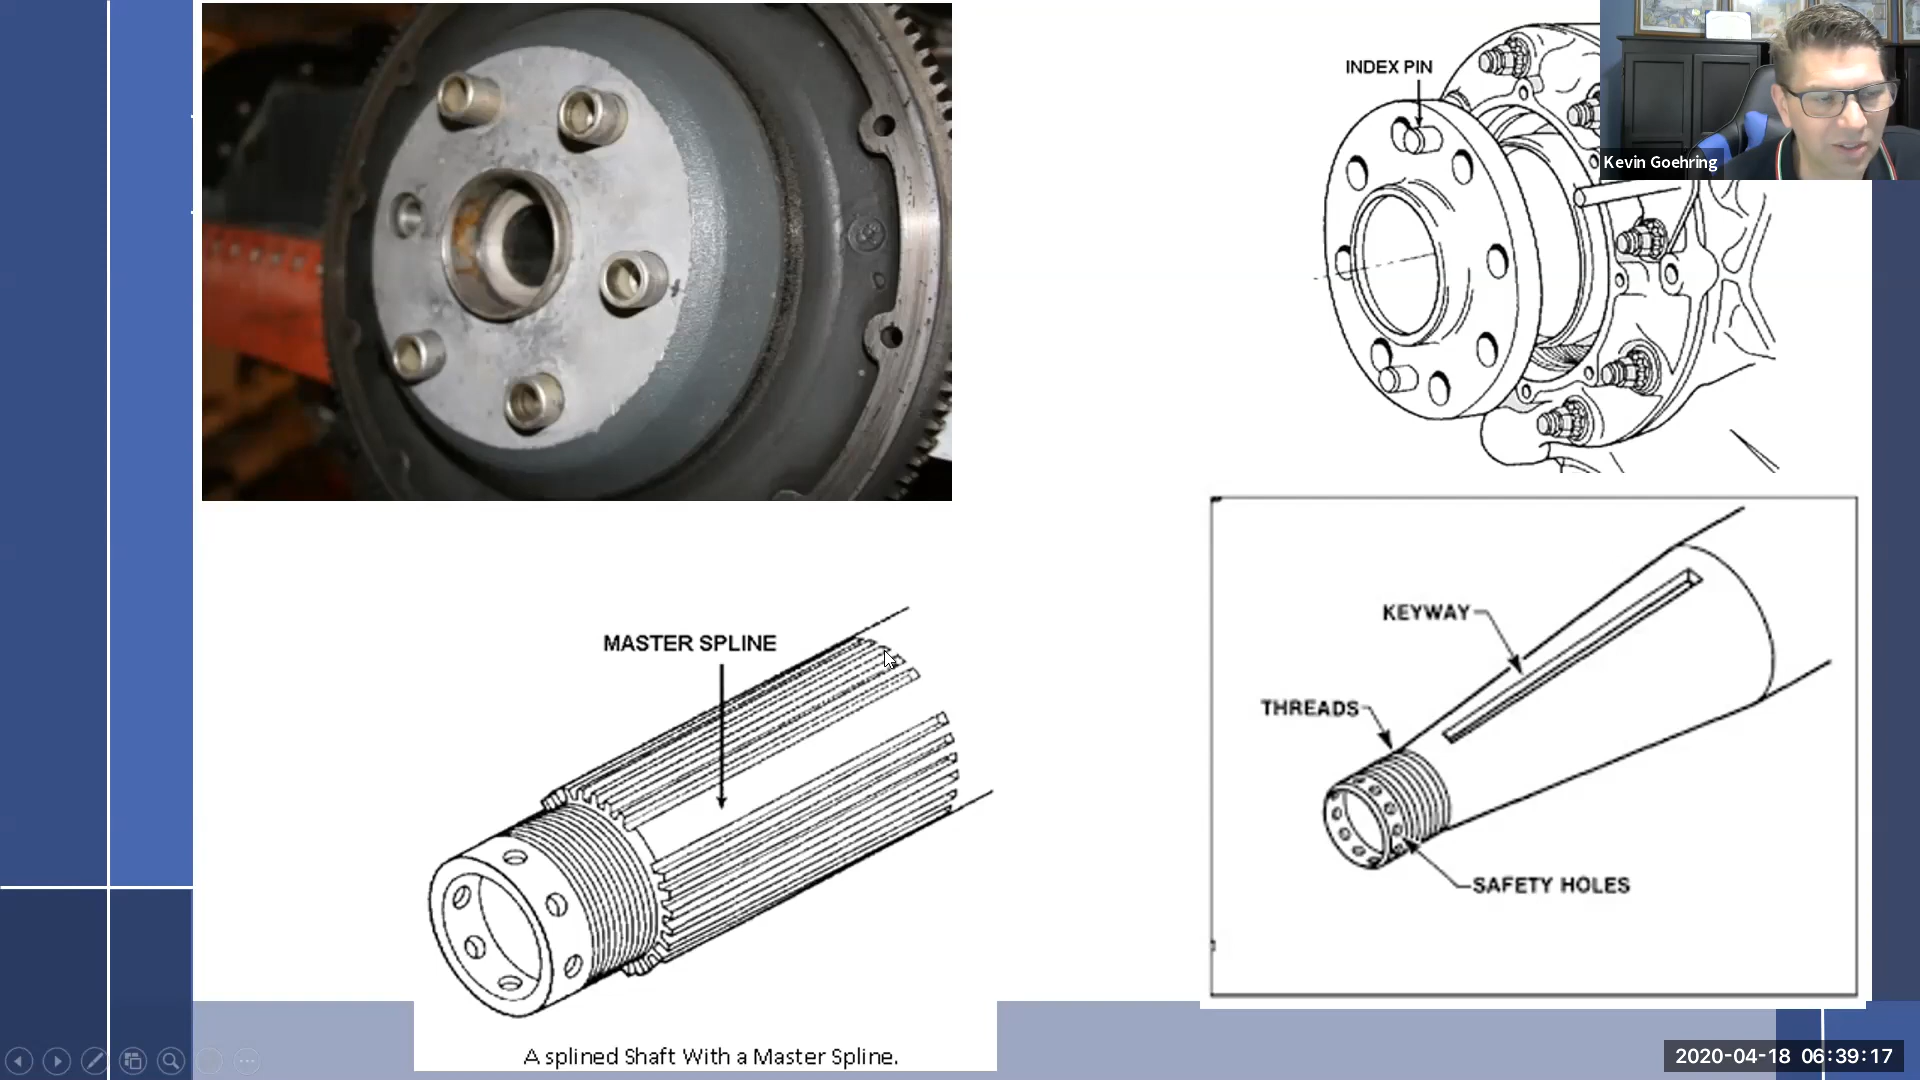 INDEX PIN
Kevin Goehring
MASTER SPLINE
KEYWAY
THREADS
SAFETY HOLES
A splined Shaft With a Master Spline.
2020-04-18 06:39:17